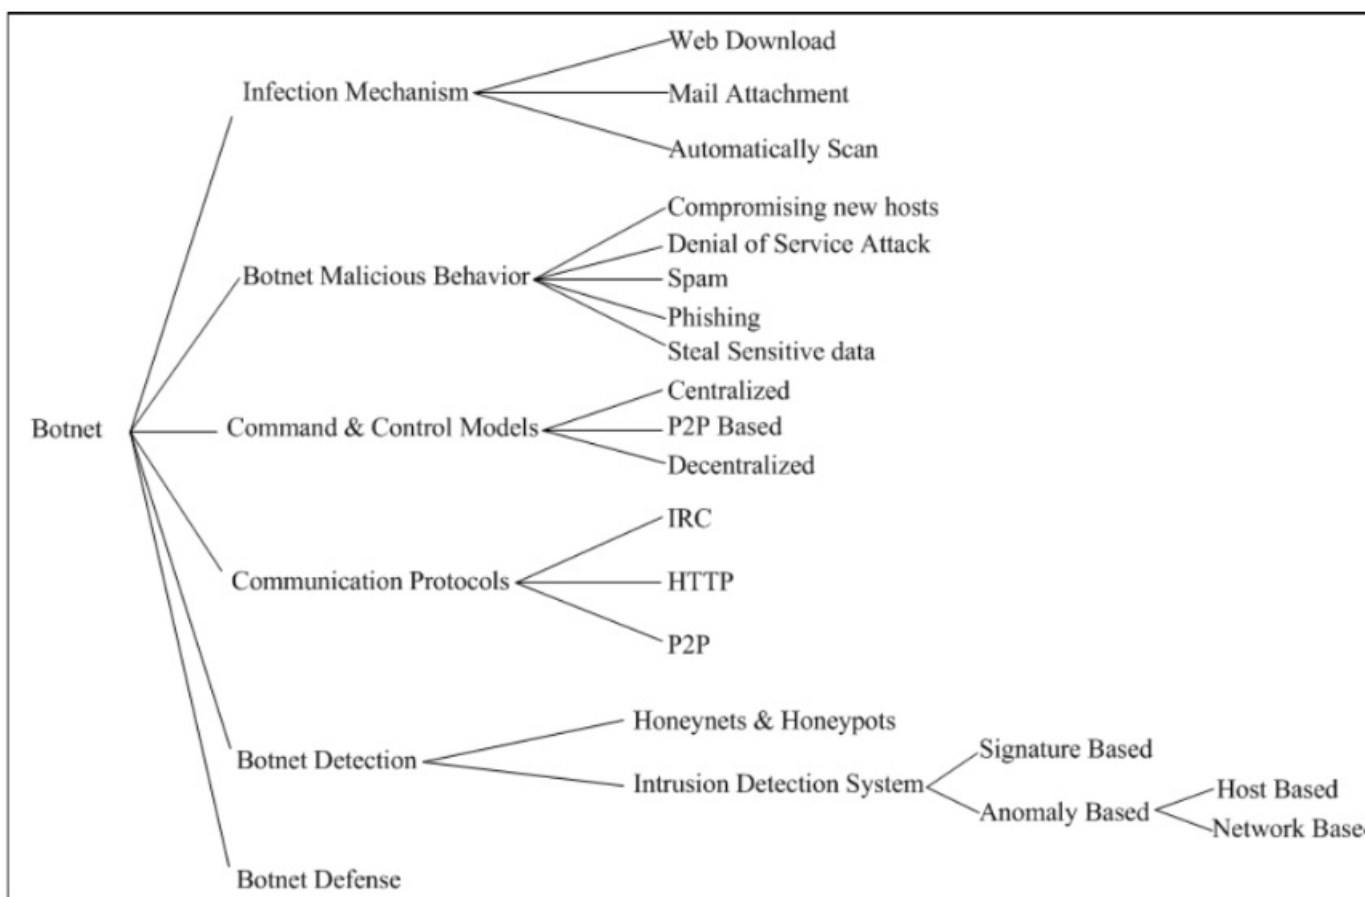 Web Download
Infection Mechanism
Mail Attachment
Automatically Scan
Compromising new hosts
Denial of Service Attack
Botnet Malicious Behavior
Spam
Phishing
Steal Sensitive data
Centralized
Botnet
Command & Control Models
P2P Based
Decentralized
IRC
Communication Protocols
HTTP
P2P
Honeynets & Honeypots
Botnet Detection
Signature Based
Intrusion Detection System
Host Based
Anomaly Based
Network Based
Botnet Defense